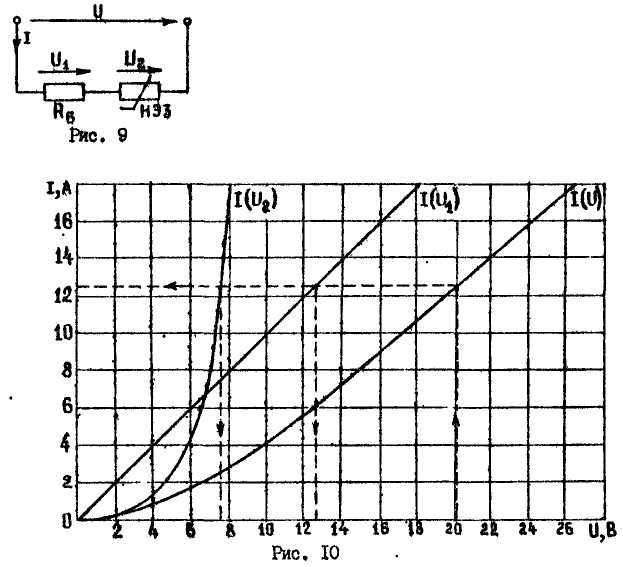 U
I
U₁ U₂
R₆ НЭ3
Рис. 9
I, А I(U₂) I(U₁) I(U)
16
14
12
10
8
6
4
2
0 2 4 6 8 10 12 14 16 18 20 22 24 26 U,В
Рис. 10